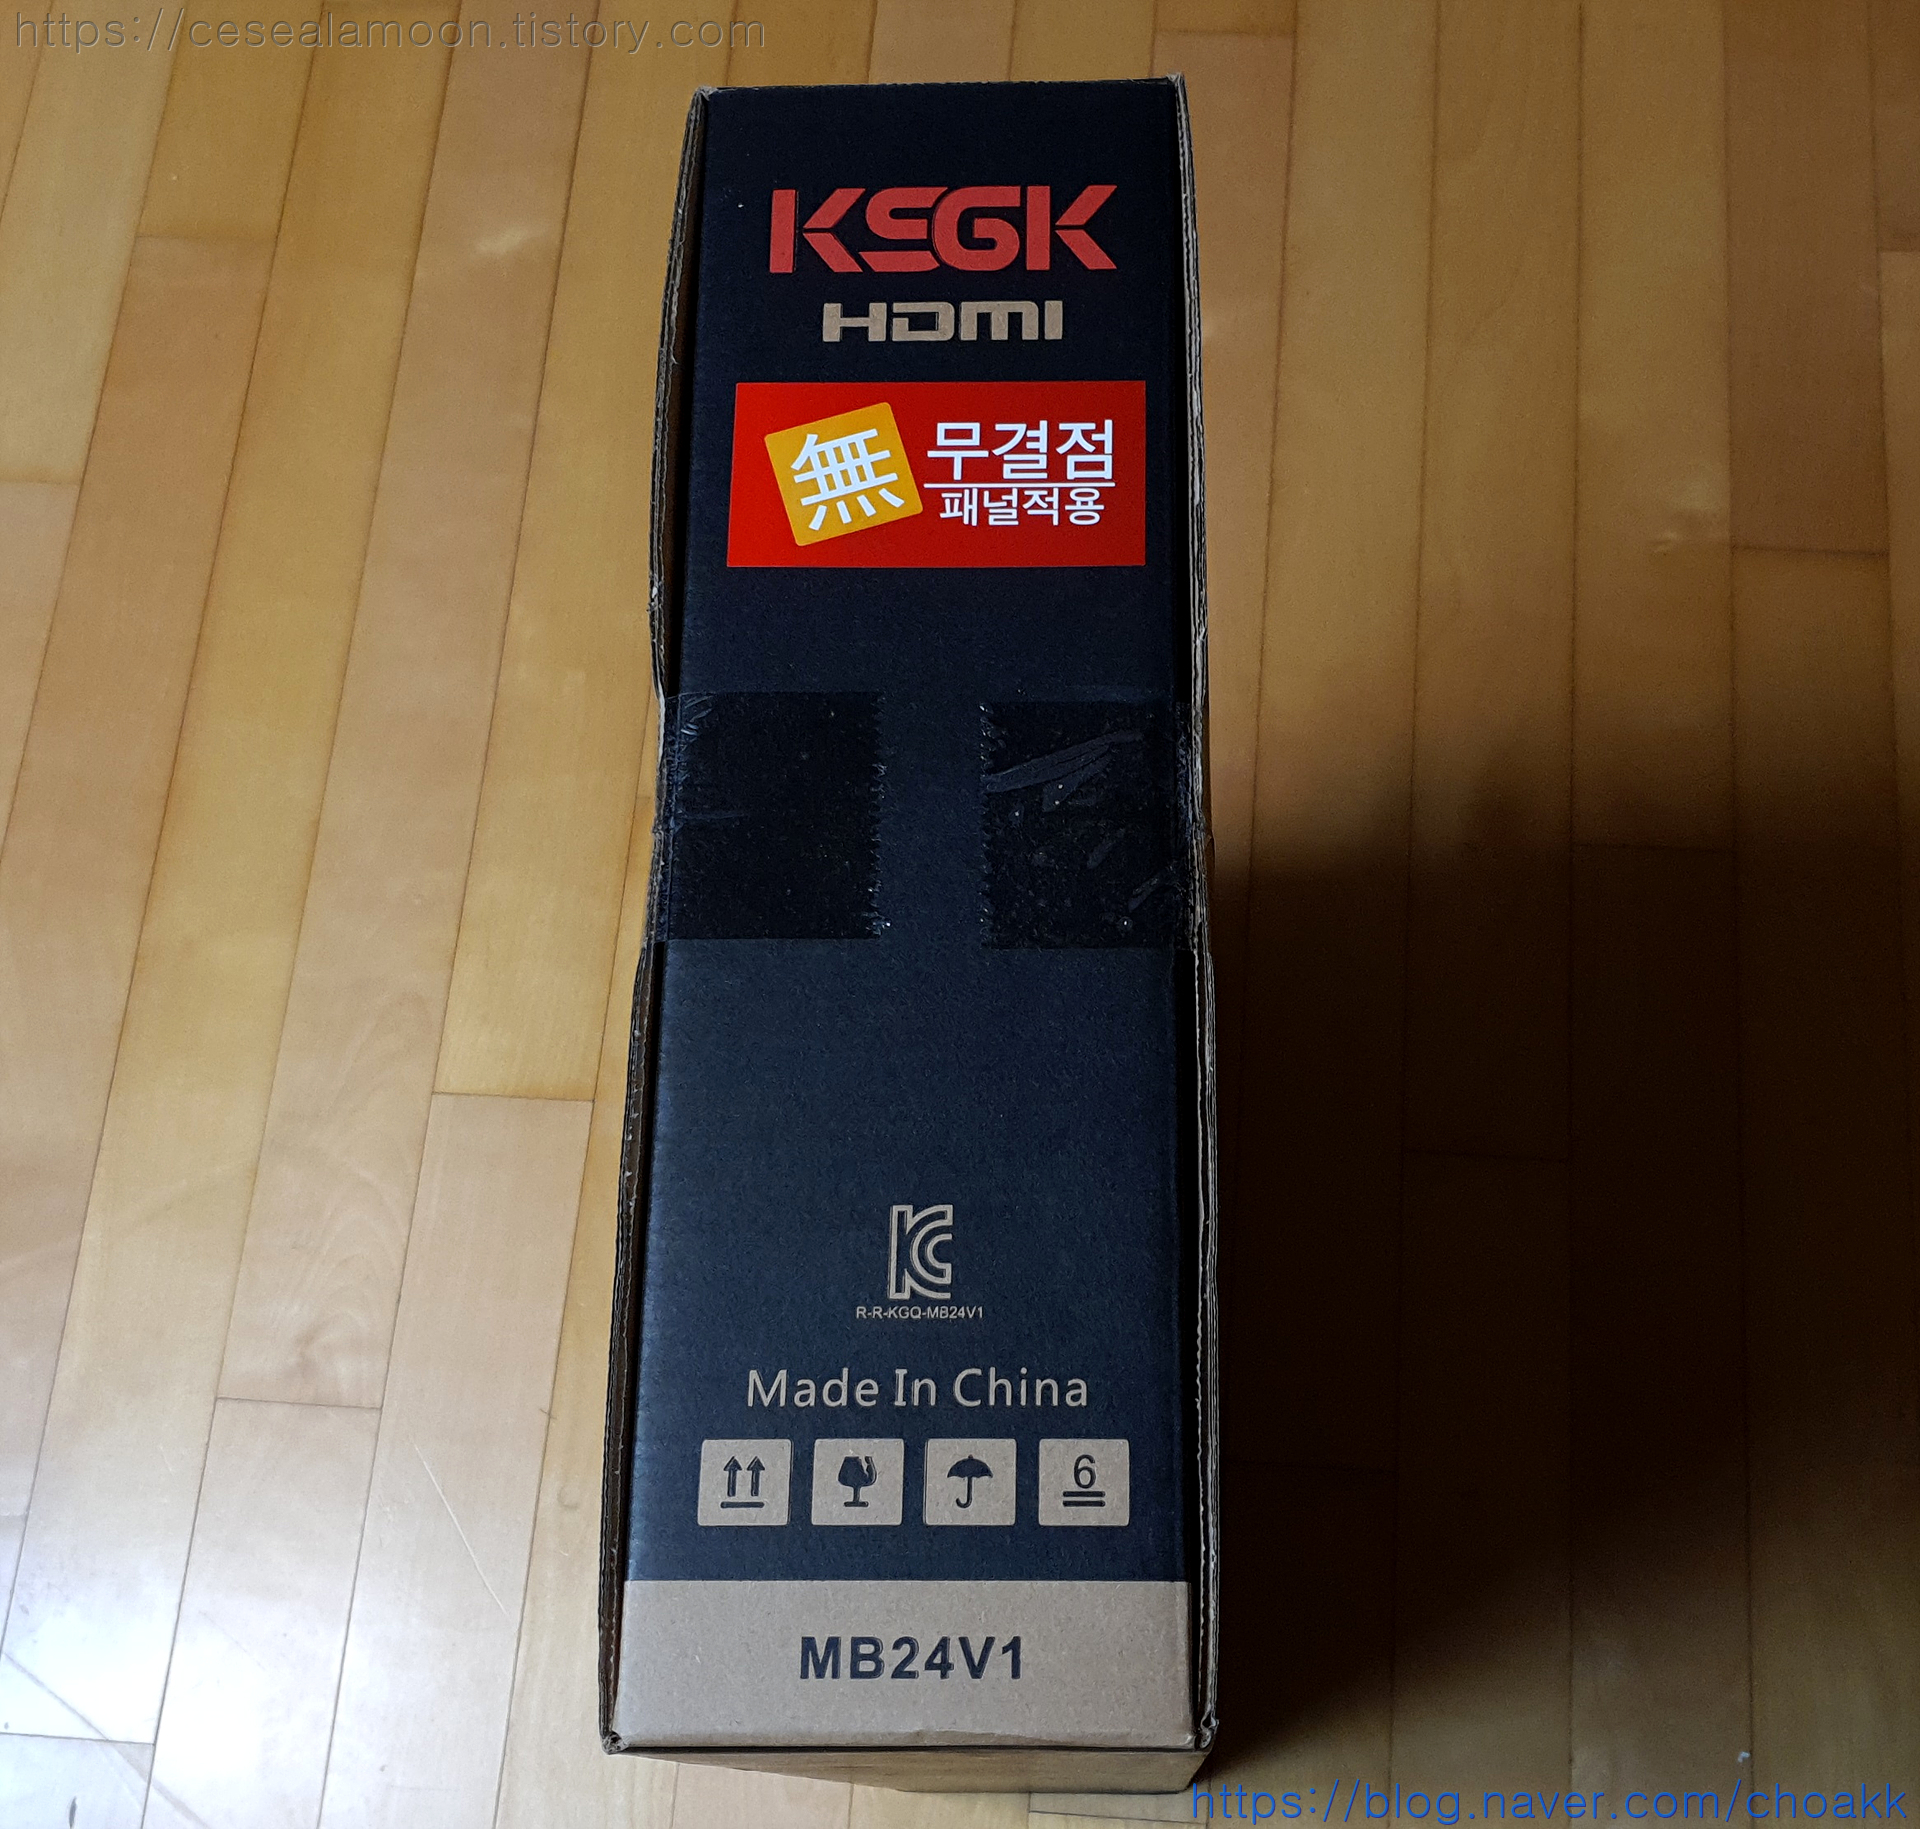 https://cesealamoon.tistory.com
KSGK
HDMI
無
무결점
패널적용
R-R-KGQ-MB24V1
Made In China
6
MB24V1
https://blog.naver.com/choakk